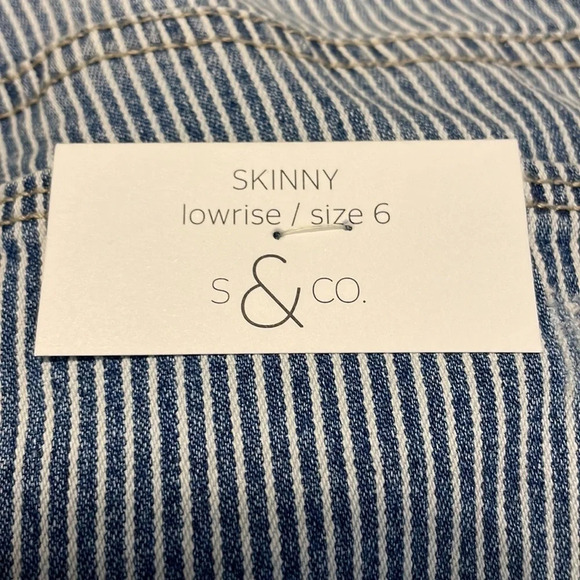 SKINNY
lowrise / size 6
S & CO.